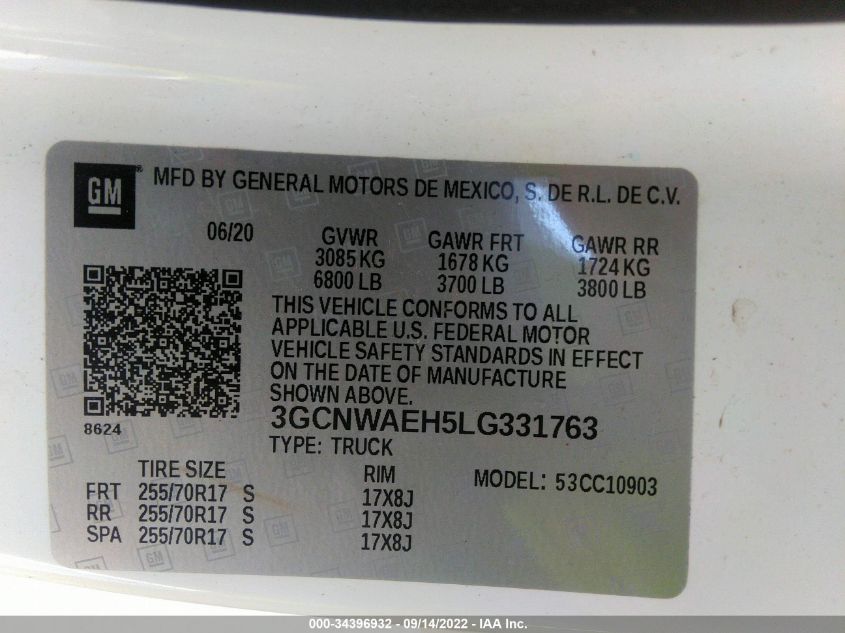 GM®
MFD BY GENERAL MOTORS DE MEXICO, S. DE R.L. DE C.V.
06/20 GVWR GAWR FRT GAWR RR
3085 KG 1678 KG 1724 KG
6800 LB 3700 LB 3800 LB
THIS VEHICLE CONFORMS TO ALL
APPLICABLE U.S. FEDERAL MOTOR
VEHICLE SAFETY STANDARDS IN EFFECT
ON THE DATE OF MANUFACTURE
SHOWN ABOVE.
8624
3GCNWAEH5LG331763
TYPE: TRUCK
TIRE SIZE RIM MODEL: 53CC10903
FRT 255/70R17 S 17X8J
RR 255/70R17 S 17X8J
SPA 255/70R17 S 17X8J
000-34396932 - 09/14/2022 - IAA Inc.